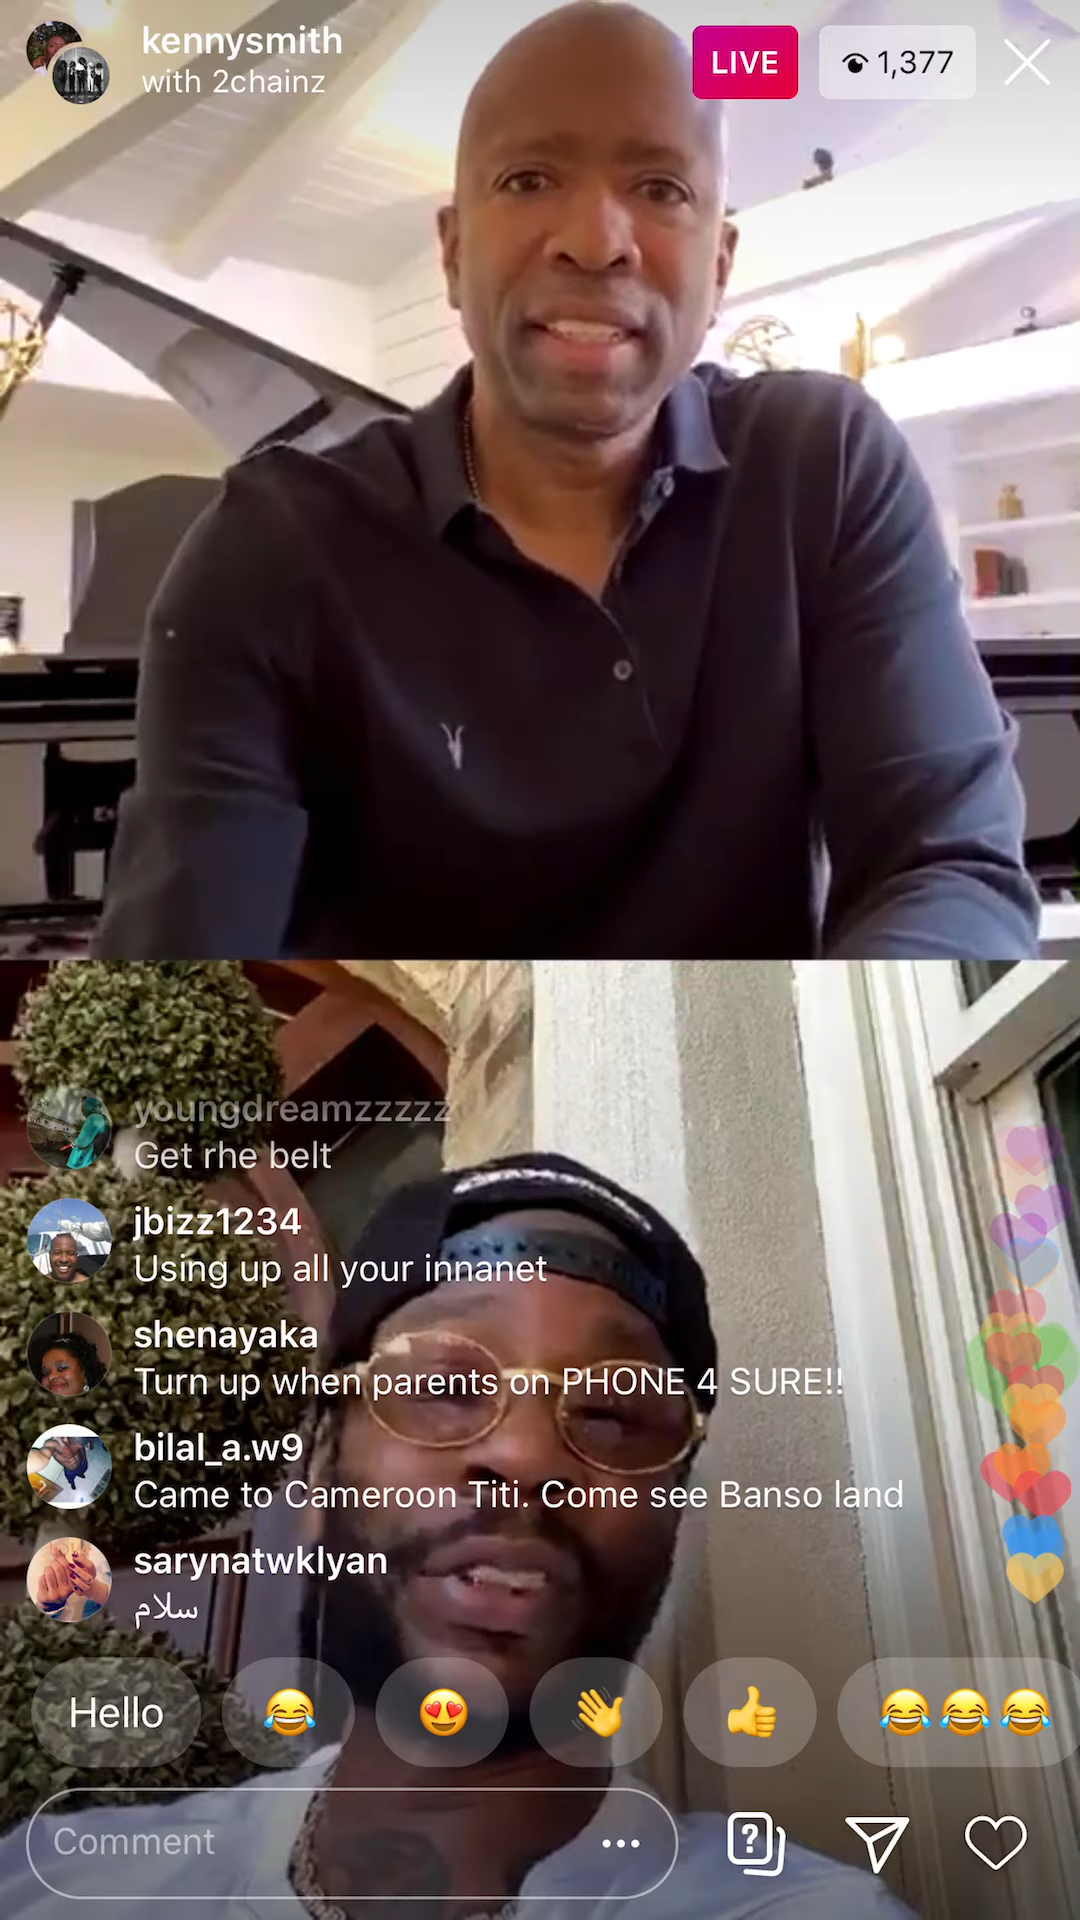 kennysmith
with 2chainz
LIVE
1,377
youngdreamzzzzz
Get rhe belt
jbizz1234
Using up all your innanet
shenayaka
Turn up when parents on PHONE 4 SURE!!
bilal_a.w9
Came to Cameroon Titi. Come see Banso land
sarynatwklyan
سلام
Hello
Comment